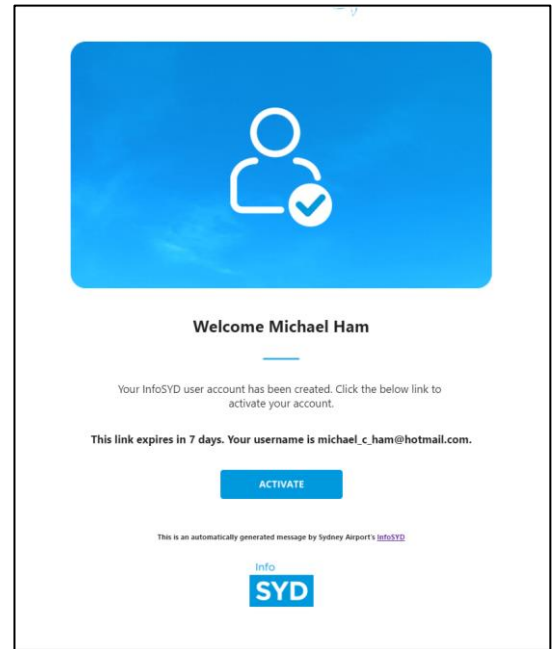 Welcome Michael Ham
Your InfoSYD user account has been created. Click the below link to
activate your account.
This link expires in 7 days. Your username is michael_c_ham@hotmail.com.
ACTIVATE
This is an automatically generated message by Sydney Airport's InfoSYD
Info
SYD